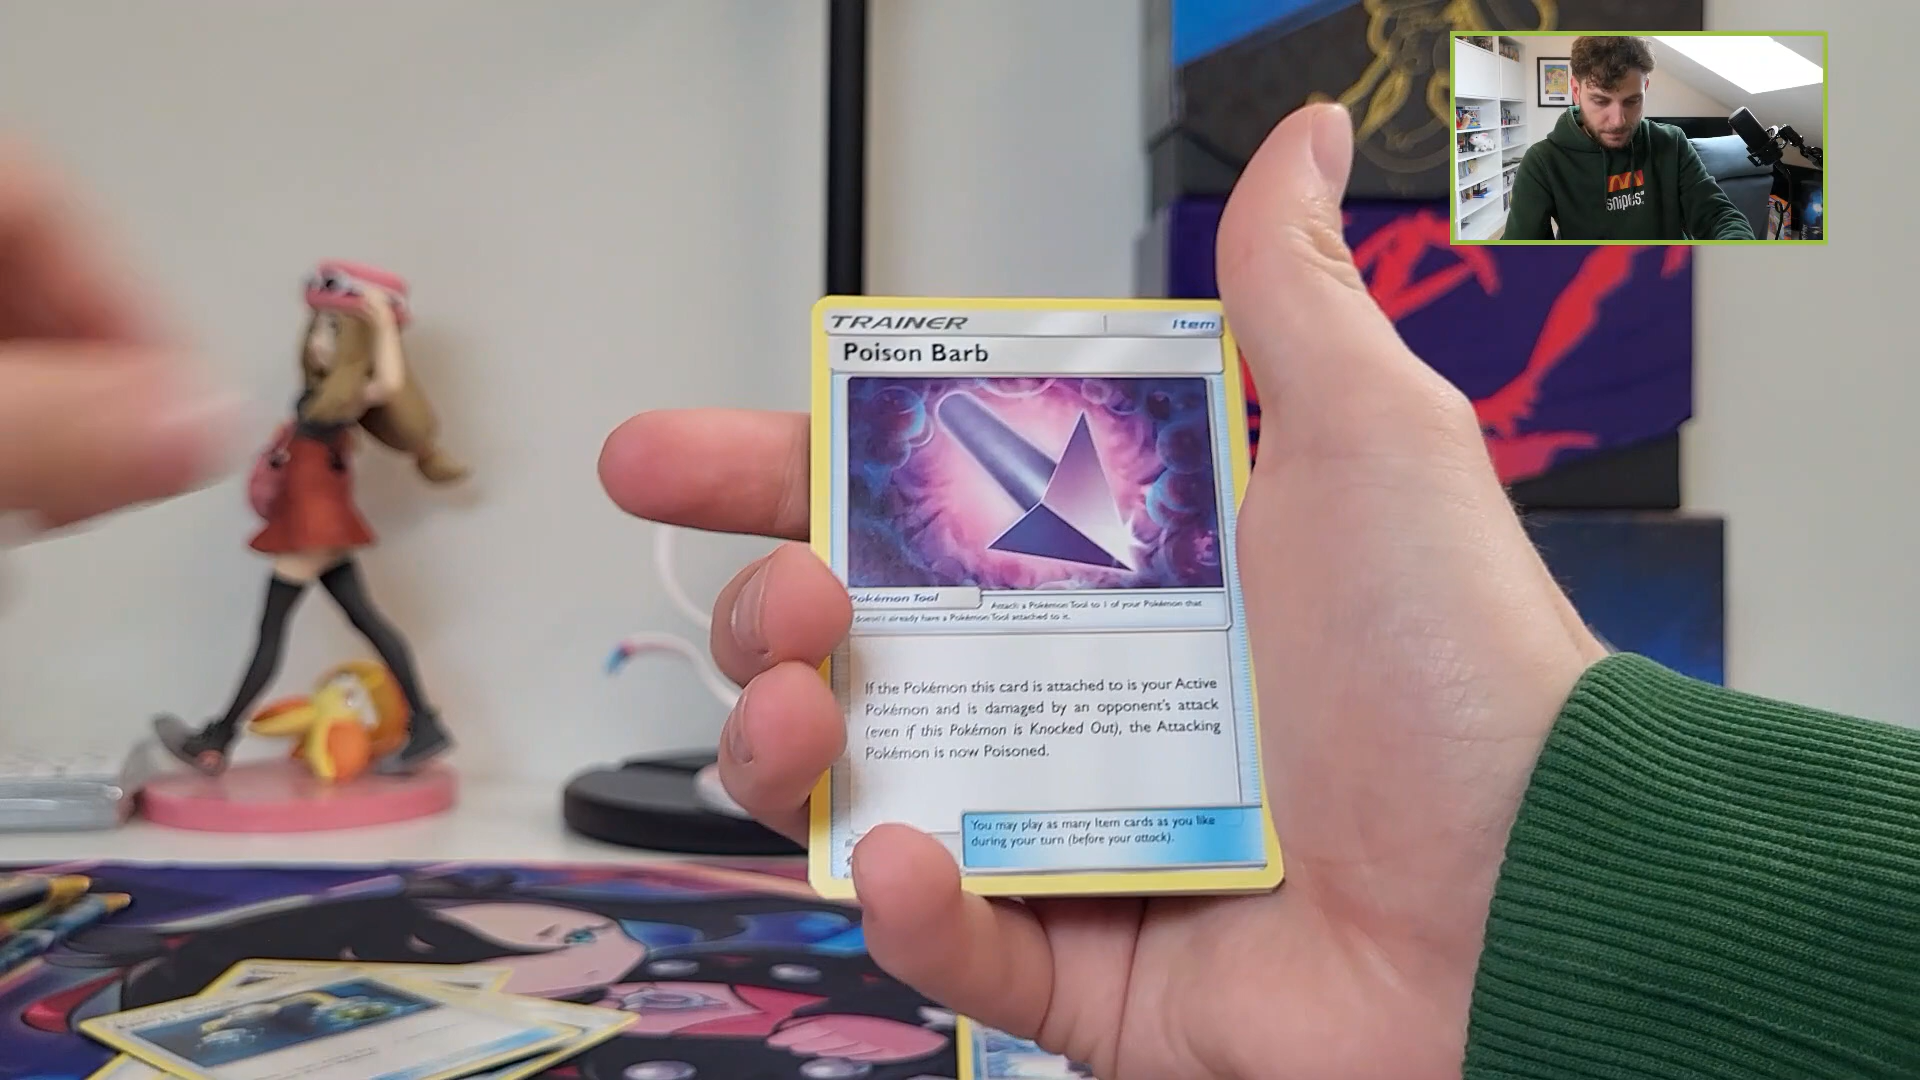 TRAINER
Item
Poison Barb
Pokémon Tool
Attach a Pokémon Tool to 1 of your Pokémon that
doesn't already have a Pokémon Tool attached to it.
If the Pokémon this card is attached to is your Active
Pokémon and is damaged by an opponent's attack
(even if this Pokémon is Knocked Out), the Attacking
Pokémon is now Poisoned.
You may play as many Item cards as you like
during your turn (before your attack).
snipes